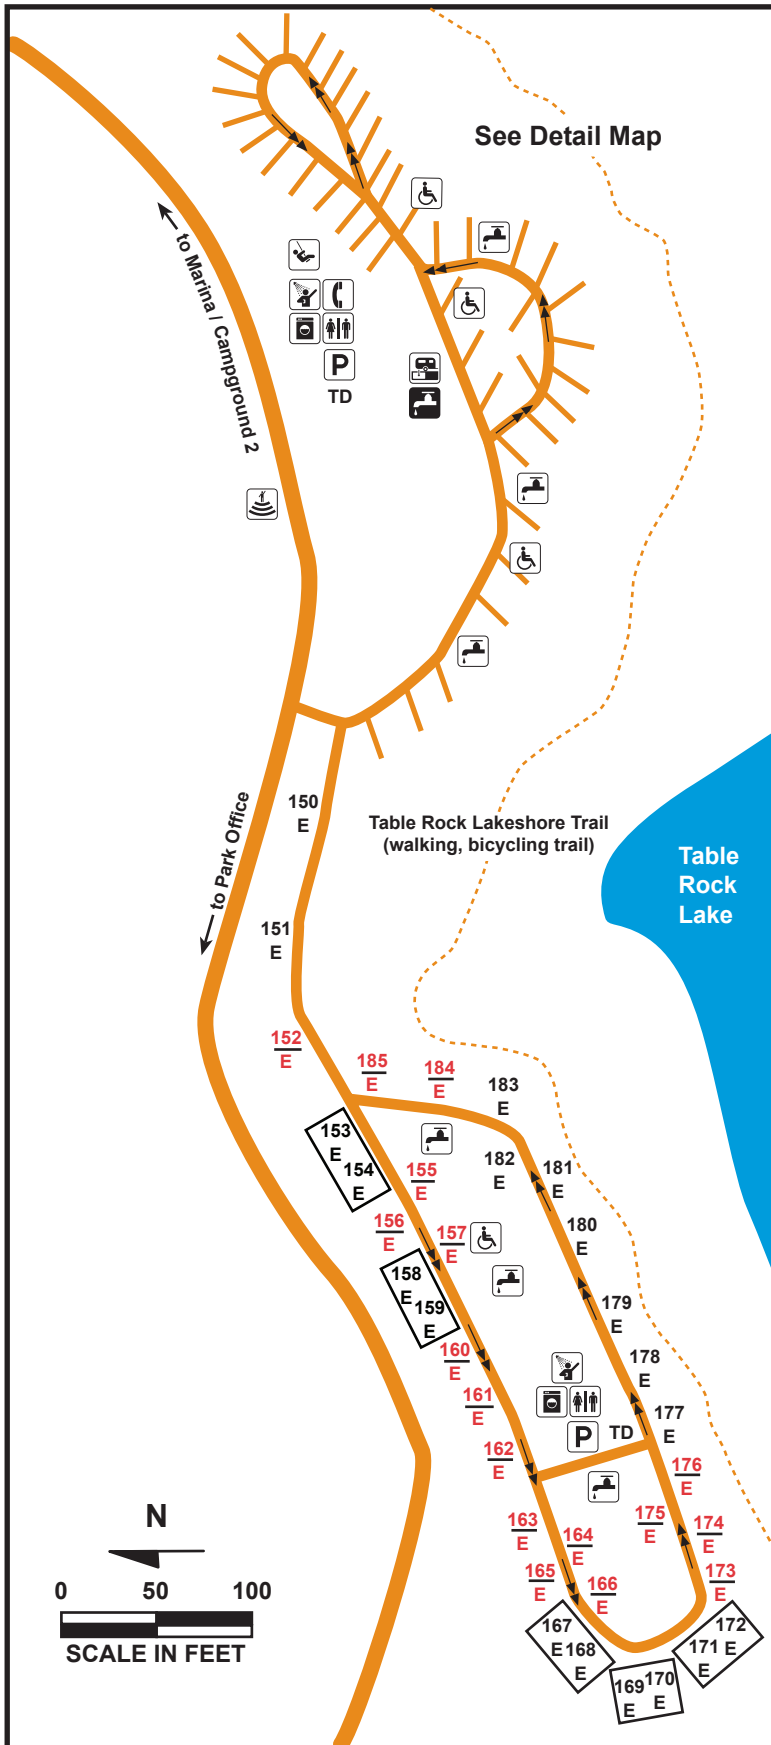 See Detail Map
to Marina / Campground 2
P
TD
150
E
Table Rock Lakeshore Trail
(walking, bicycling trail)
Table
Rock
Lake
to Park Office
151
E
152
E
185
E
184
E
183
E
153
E
154
E
155
E
182
E
181
E
156
E
157
E
180
E
158
E
159
E
179
E
160
E
178
E
161
E
177
E
P
TD
162
E
176
E
163
E
164
E
175
E
174
E
165
E
166
E
173
E
167
E
168
E
169
E
170
E
171
E
172
E
N
0 50 100
SCALE IN FEET